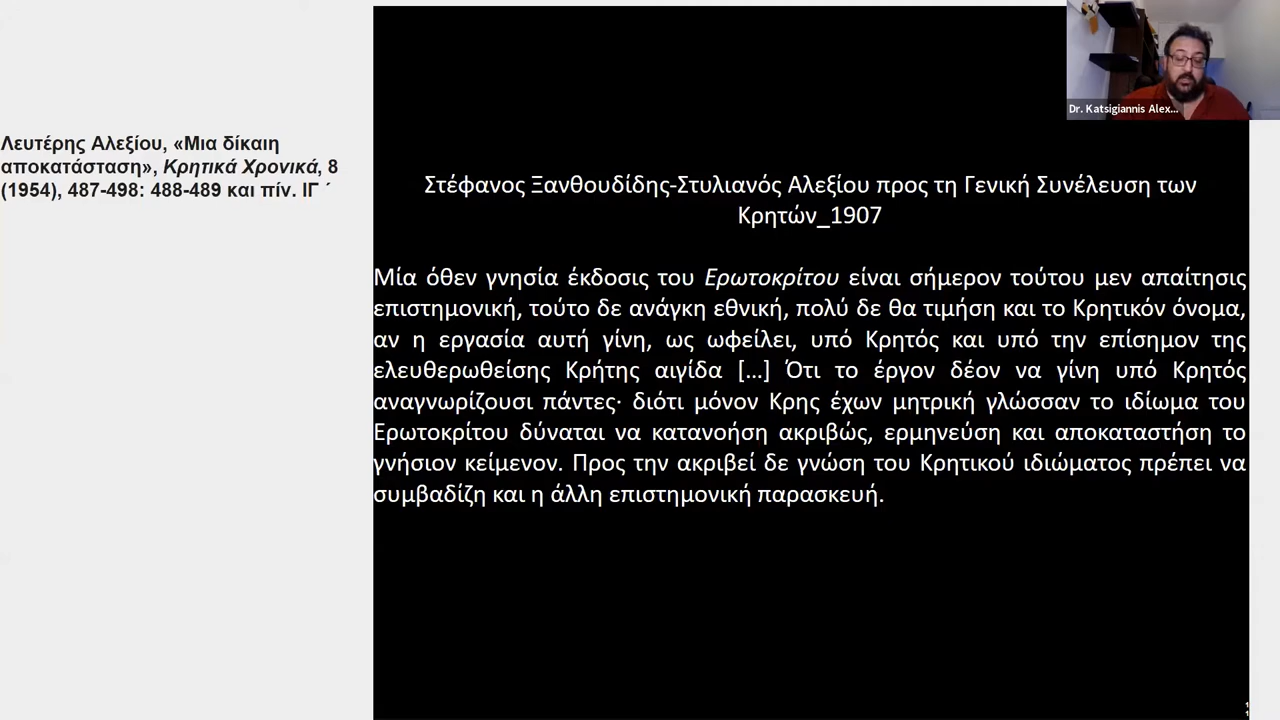 Dr. Katsigiannis Alex...
Λευτέρης Αλεξίου, «Μια δίκαιη
αποκατάσταση», Κρητικά Χρονικά, 8
(1954), 487-498: 488-489 και πίν. ΙΓ ΄
Στέφανος Ξανθουδίδης-Στυλιανός Αλεξίου προς τη Γενική Συνέλευση των
Κρητών_1907
Μία όθεν γνησία έκδοσις του Ερωτοκρίτου είναι σήμερον τούτου μεν απαίτησις
επιστημονική, τούτο δε ανάγκη εθνική, πολύ δε θα τιμήση και το Κρητικόν όνομα,
αν η εργασία αυτή γίνη, ως ωφείλει, υπό Κρητός και υπό την επίσημον της
ελευθερωθείσης Κρήτης αιγίδα [...] Ότι το έργον δέον να γίνη υπό Κρητός
αναγνωρίζουσι πάντες· διότι μόνον Κρης έχων μητρική γλώσσαν το ιδίωμα του
Ερωτοκρίτου δύναται να κατανοήση ακριβώς, ερμηνεύση και αποκαταστήση το
γνήσιον κείμενον. Προς την ακριβεί δε γνώση του Κρητικού ιδιώματος πρέπει να
συμβαδίζη και η άλλη επιστημονική παρασκευή.